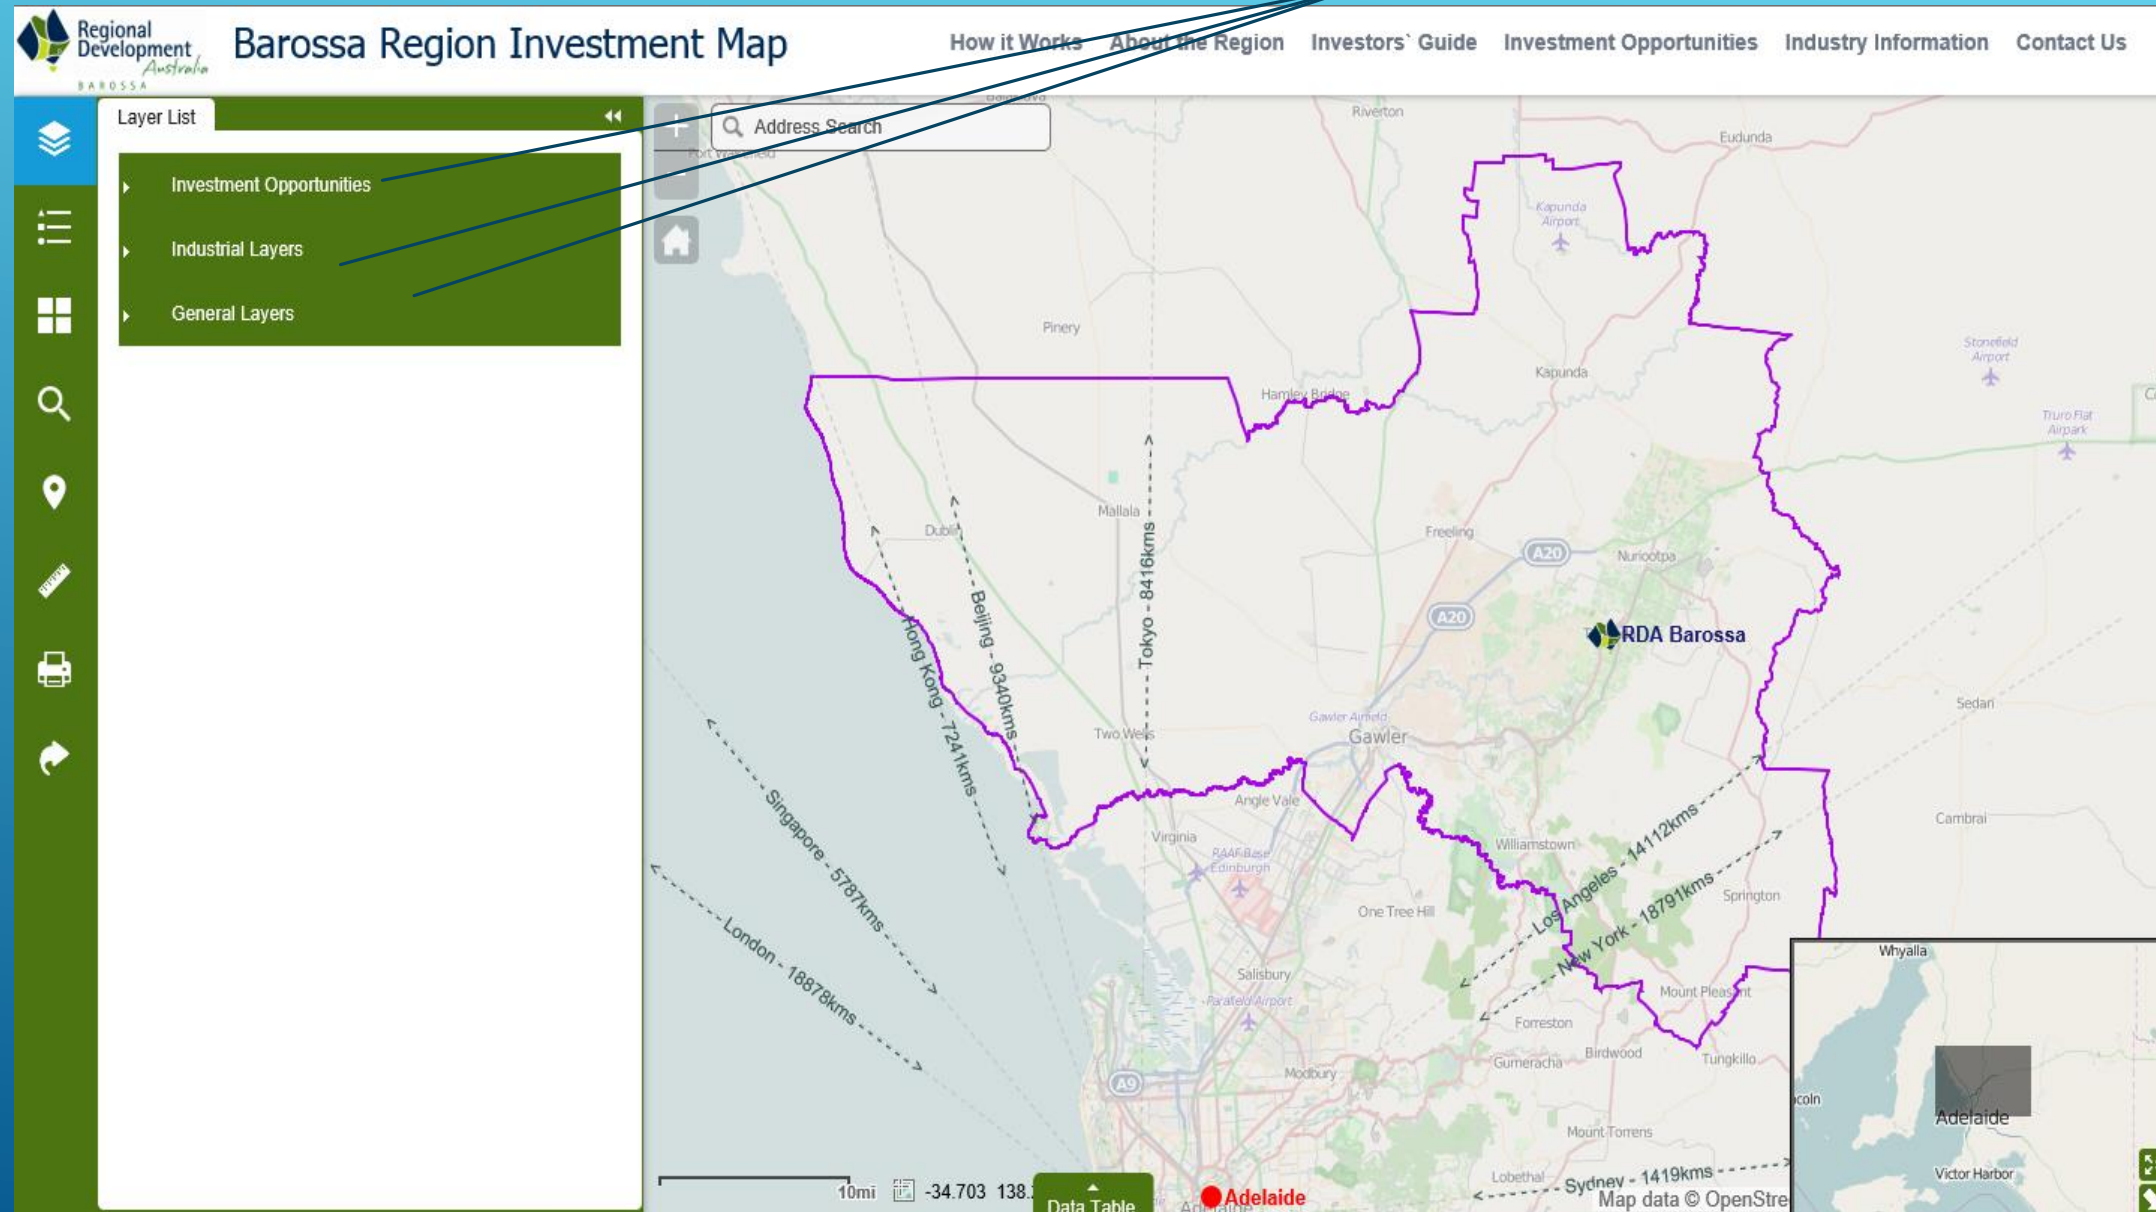 Regional
Development
Australia
BAROSSA
Barossa Region Investment Map
How it Works
About the Region
Investors` Guide
Investment Opportunities
Industry Information
Contact Us
Layer List
Investment Opportunities
Industrial Layers
General Layers
Address Search
Balaklava
Port Wakefield
Riverton
Eudunda
Kapunda
Airport
Pinery
Stonefield
Airport
Kapunda
Hamley Bridge
Truro Flat
Airpark
Mallala
Dublin
Freeling
A20
Nuriootpa
A20
RDA Barossa
Tokyo - 8416kms
Beijing - 9340kms
Hong Kong - 7241kms
Sedan
Gawler Airfield
Gawler
Two Wells
Singapore - 5787kms
Angle Vale
Virginia
RAAF Base
Edinburgh
Williamstown
Cambrai
Los Angeles - 14112kms
New York - 18791kms
Springton
One Tree Hill
London - 18878kms
Salisbury
Parafield Airport
Mount Pleasant
Forreston
Gumeracha
Birdwood
Tungkillo
Modbury
A9
Mount Torrens
Lobethal
Sydney - 1419kms
Whyalla
coln
Adelaide
Victor Harbor
10mi
-34.703 138.
Data Table
Adelaide
Adelaide
Map data © OpenStre